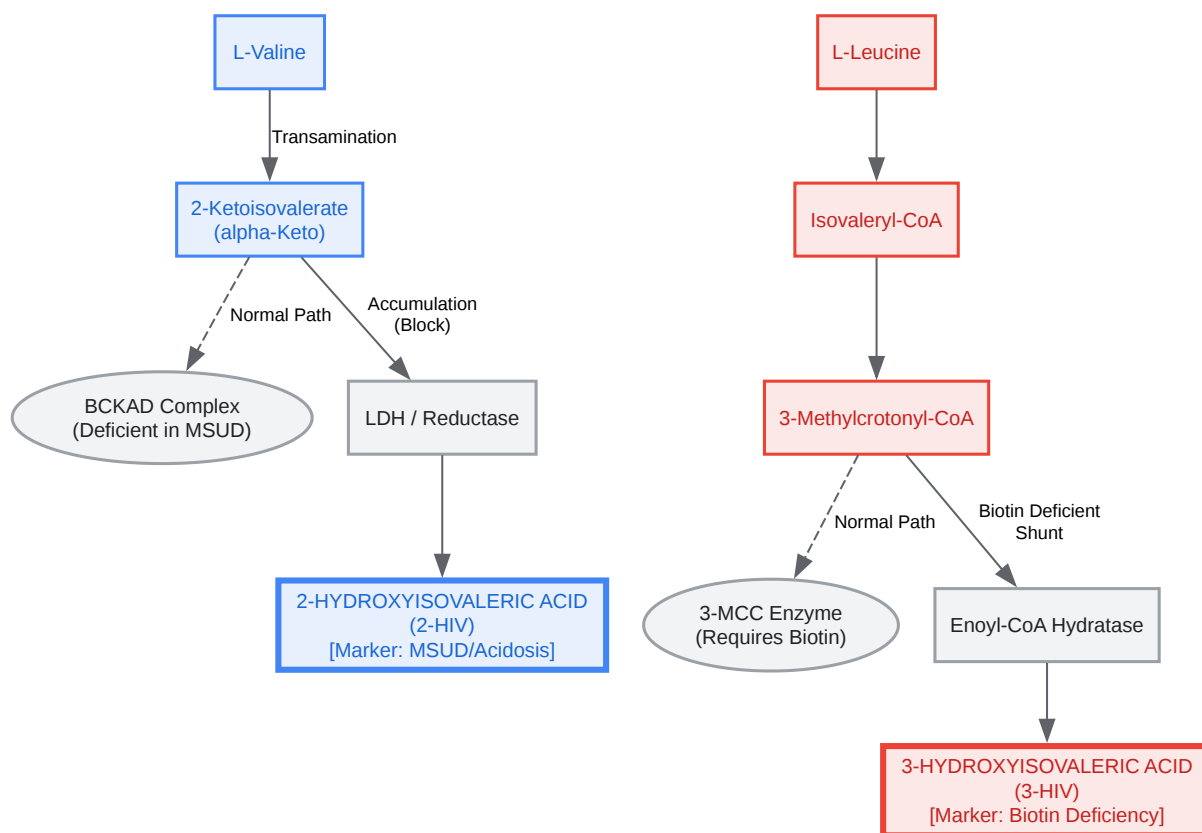 L-Valine
Transamination
2-Ketoisovalerate
(alpha-Keto)
Normal Path
Accumulation
(Block)
BCKAD Complex
(Deficient in MSUD)
LDH / Reductase
2-HYDROXYISOVALERIC ACID
(2-HIV)
[Marker: MSUD/Acidosis]
L-Leucine
Isovaleryl-CoA
3-Methylcrotonyl-CoA
Normal Path
Biotin Deficient
Shunt
3-MCC Enzyme
(Requires Biotin)
Enoyl-CoA Hydratase
3-HYDROXYISOVALERIC ACID
(3-HIV)
[Marker: Biotin Deficiency]